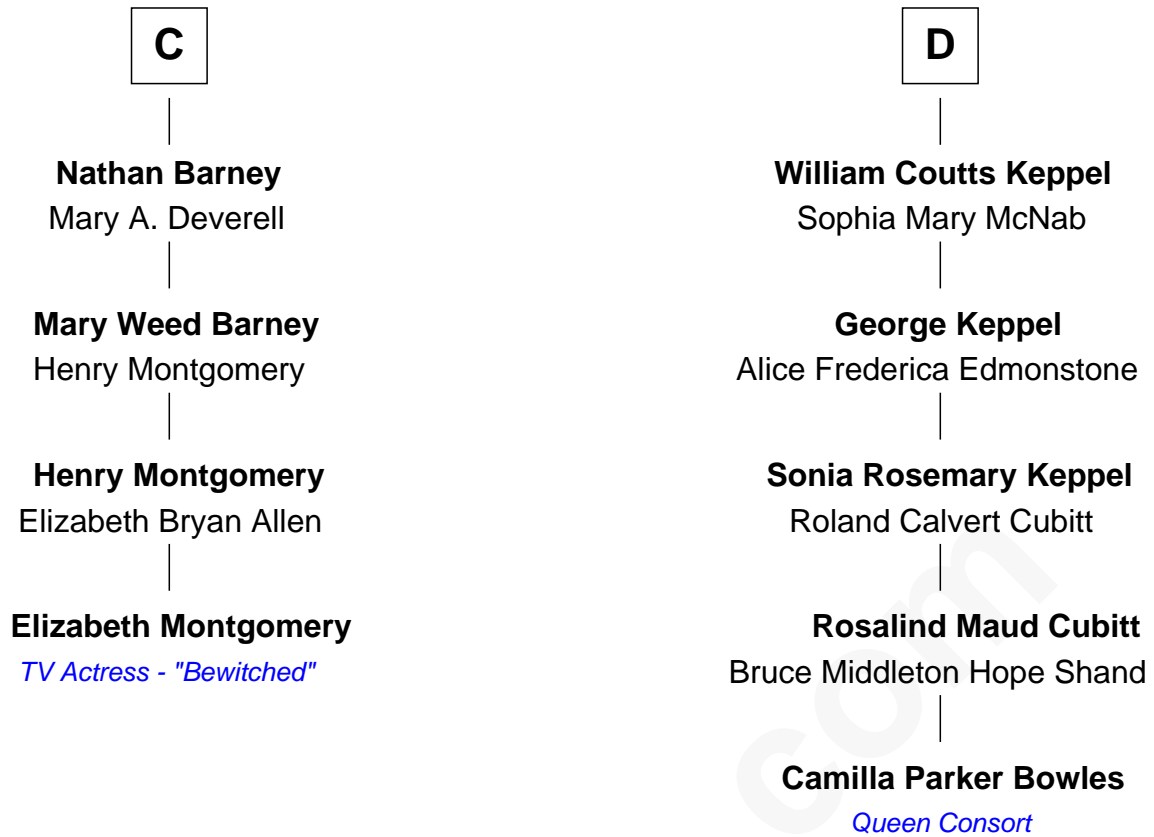 C
Nathan Barney
Mary A. Deverell
Mary Weed Barney
Henry Montgomery
Henry Montgomery
Elizabeth Bryan Allen
Elizabeth Montgomery
TV Actress - "Bewitched"
D
William Coutts Keppel
Sophia Mary McNab
George Keppel
Alice Frederica Edmonstone
Sonia Rosemary Keppel
Roland Calvert Cubitt
Rosalind Maud Cubitt
Bruce Middleton Hope Shand
Camilla Parker Bowles
Queen Consort
com